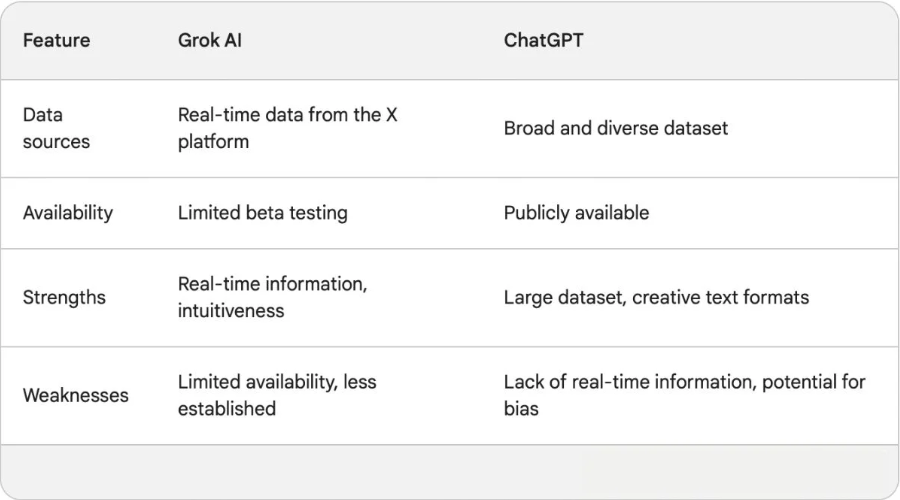 Feature Grok AI ChatGPT
Data sources Real-time data from the X platform Broad and diverse dataset
Availability Limited beta testing Publicly available
Strengths Real-time information, intuitiveness Large dataset, creative text formats
Weaknesses Limited availability, less established Lack of real-time information, potential for bias